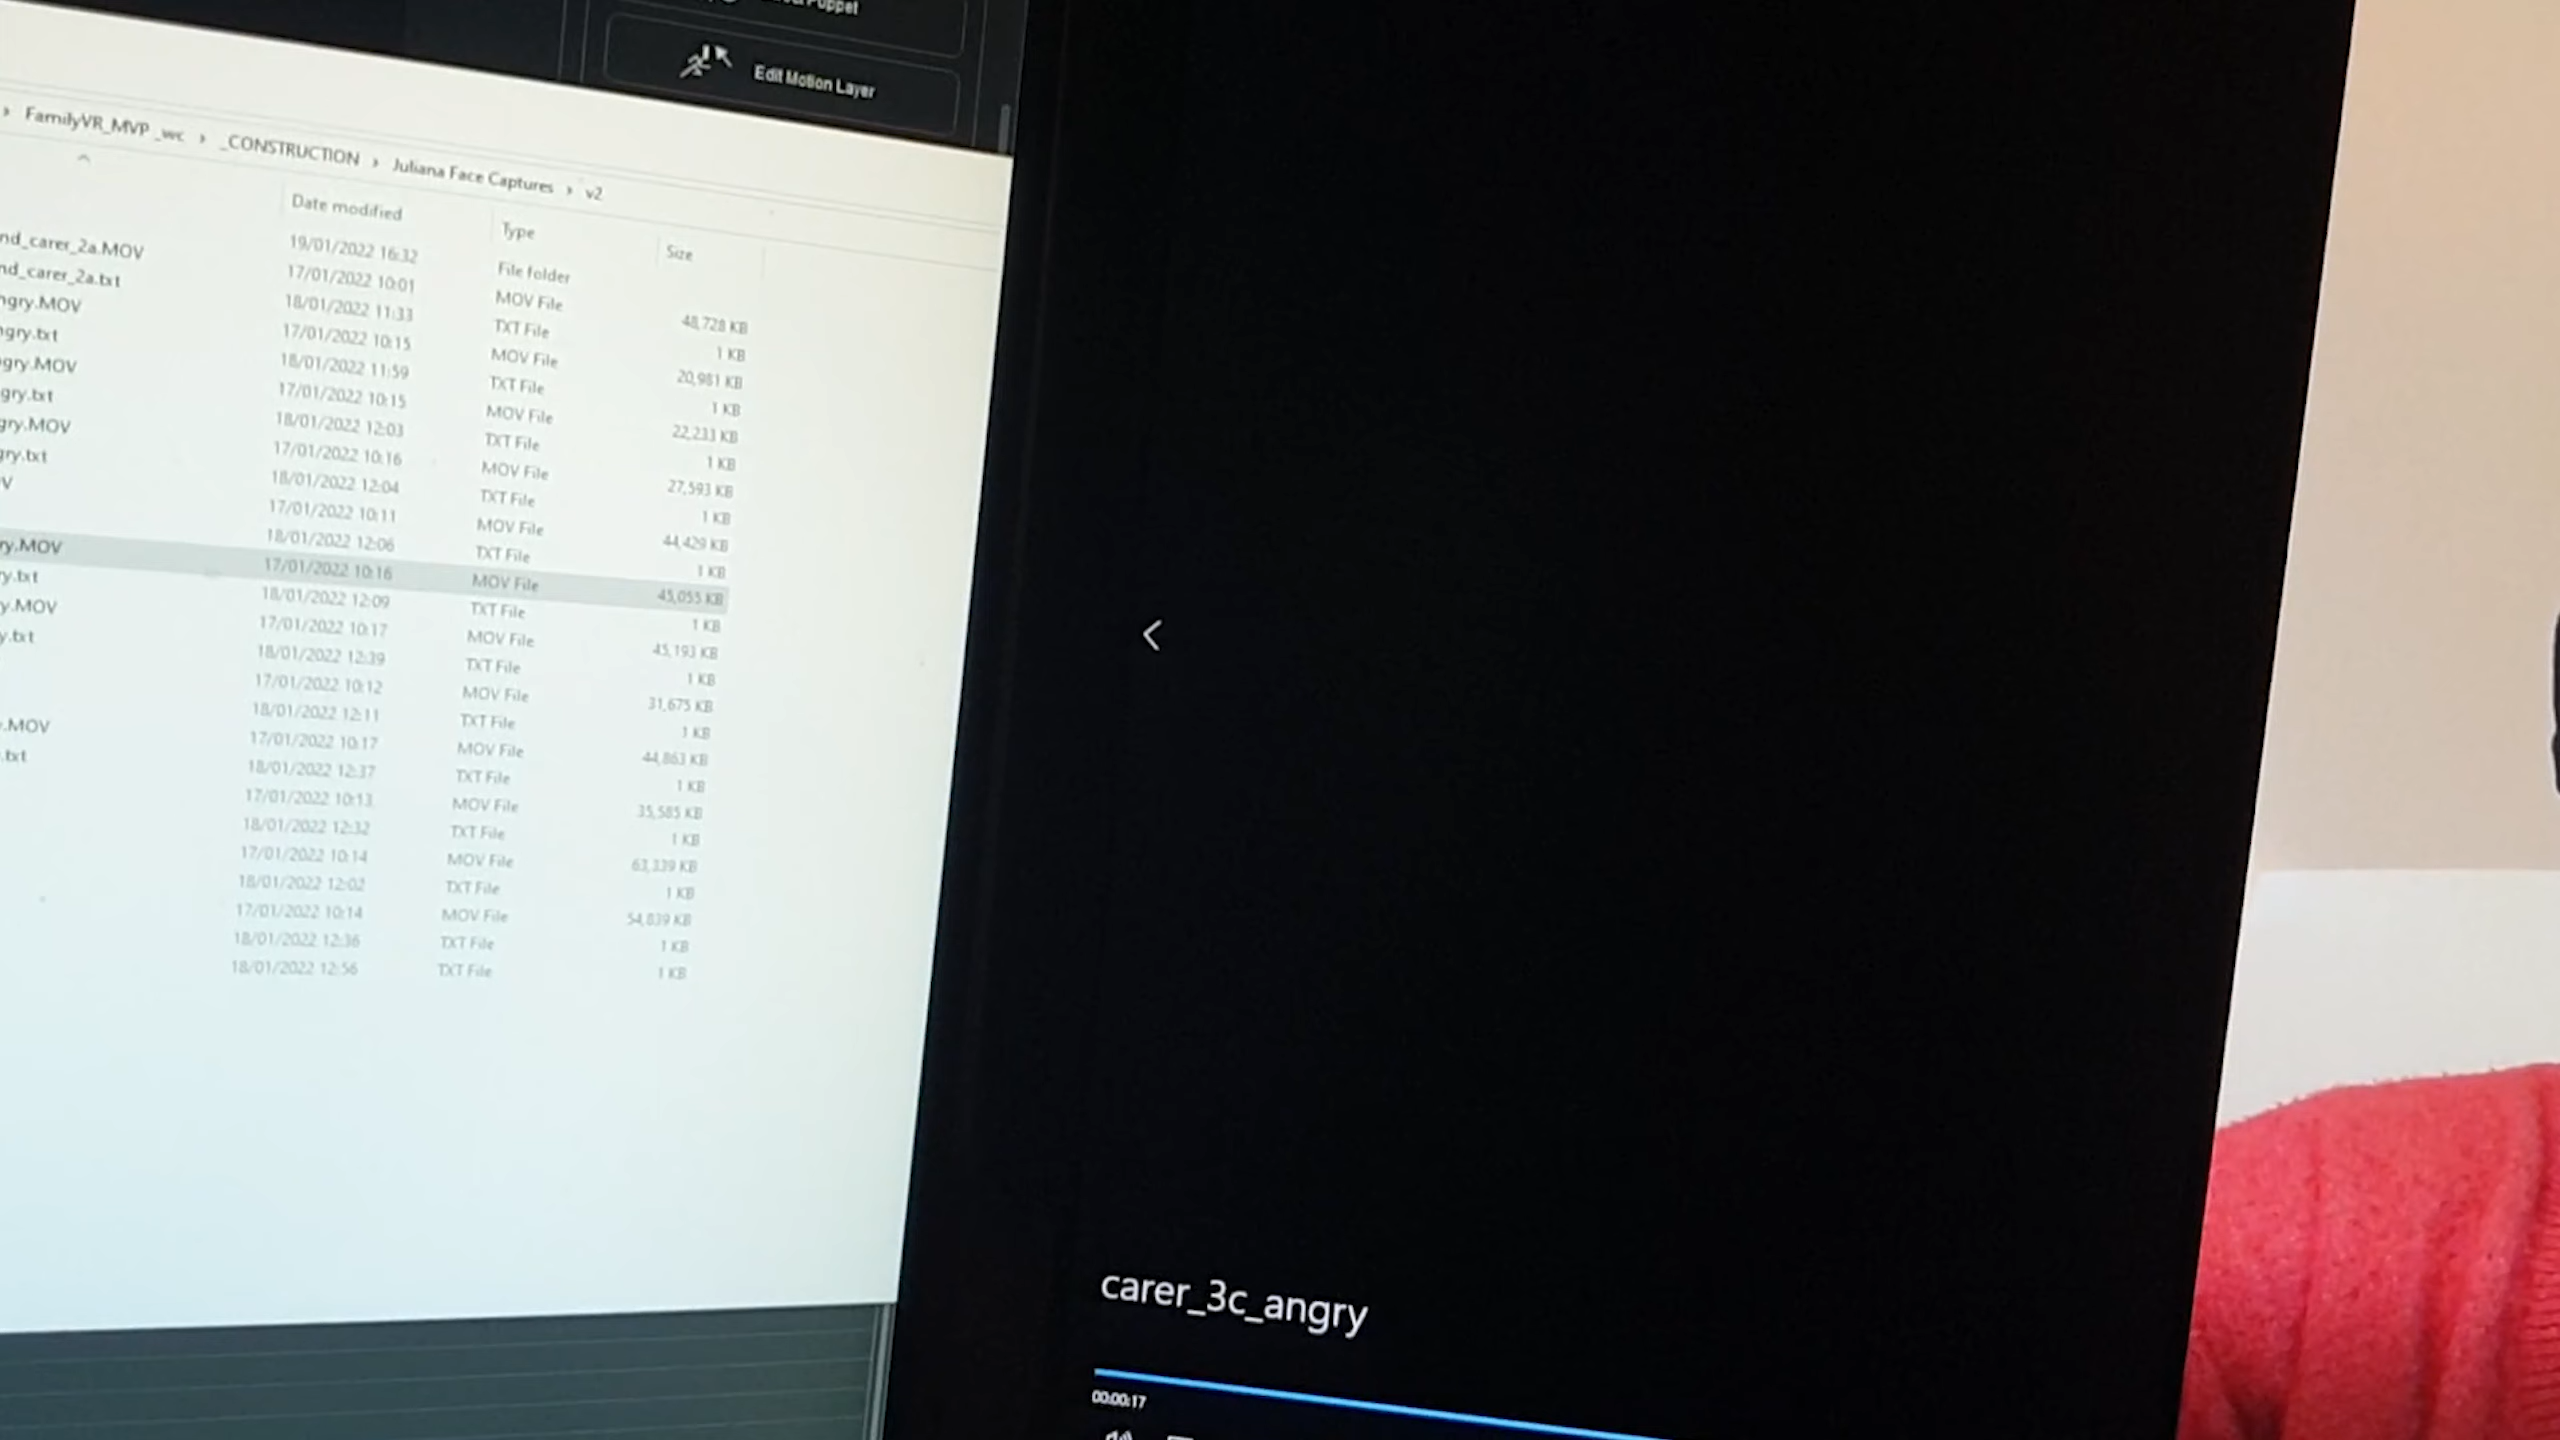 Puppet
Edit Motion Layer
› FamilyVR_MVP_wc › _CONSTRUCTION › Juliana Face Captures › v2
Date modified Type Size
19/01/2022 16:32 File folder
nd_carer_2a.MOV 17/01/2022 10:01 MOV File 48,728 KB
nd_carer_2a.txt 18/01/2022 11:33 TXT File 1 KB
ngry.MOV 17/01/2022 10:15 MOV File 20,981 KB
ngry.txt 18/01/2022 11:59 TXT File 1 KB
gry.MOV 17/01/2022 10:15 MOV File 22,233 KB
gry.txt 18/01/2022 12:03 TXT File 1 KB
gry.MOV 17/01/2022 10:16 MOV File 27,593 KB
gry.txt 18/01/2022 12:04 TXT File 1 KB
V 17/01/2022 10:11 MOV File 44,429 KB
18/01/2022 12:06 TXT File 1 KB
ry.MOV 17/01/2022 10:16 MOV File 45,055 KB
y.txt 18/01/2022 12:09 TXT File 1 KB
y.MOV 17/01/2022 10:17 MOV File 45,193 KB
y.txt 18/01/2022 12:39 TXT File 1 KB
17/01/2022 10:12 MOV File 31,675 KB
18/01/2022 12:11 TXT File 1 KB
.MOV 17/01/2022 10:17 MOV File 44,863 KB
.txt 18/01/2022 12:37 TXT File 1 KB
17/01/2022 10:13 MOV File 35,585 KB
18/01/2022 12:32 TXT File 1 KB
17/01/2022 10:14 MOV File 63,339 KB
18/01/2022 12:02 TXT File 1 KB
17/01/2022 10:14 MOV File 54,839 KB
18/01/2022 12:36 TXT File 1 KB
18/01/2022 12:56 TXT File 1 KB
carer_3c_angry
00:00:17